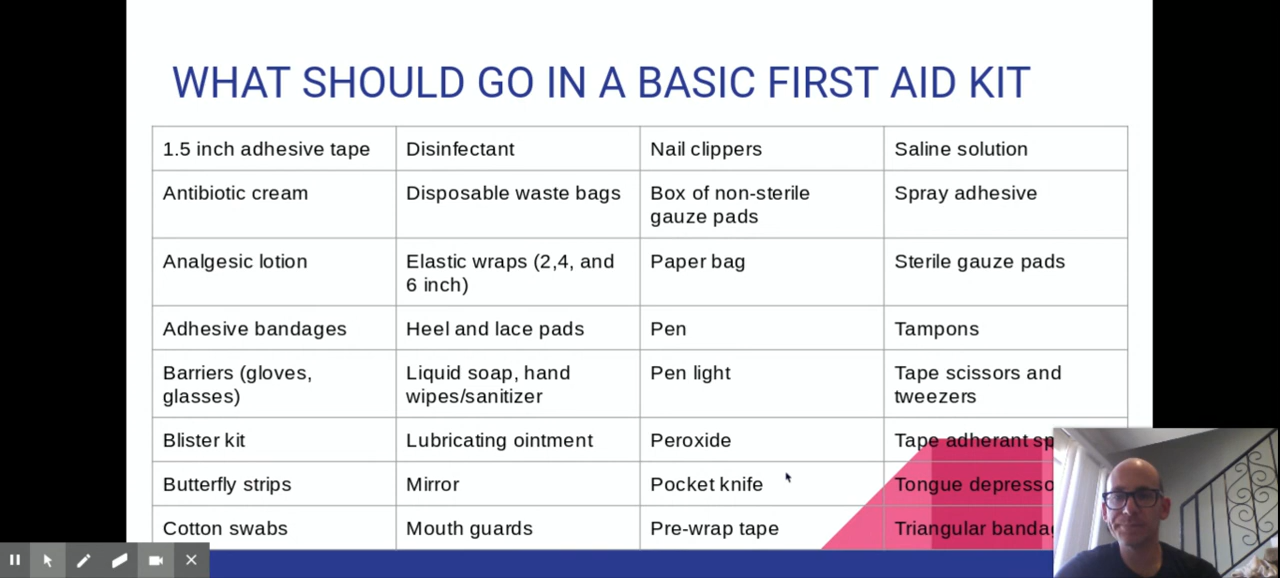 WHAT SHOULD GO IN A BASIC FIRST AID KIT
1.5 inch adhesive tape
Disinfectant
Nail clippers
Saline solution
Antibiotic cream
Disposable waste bags
Box of non-sterile
gauze pads
Spray adhesive
Analgesic lotion
Elastic wraps (2,4, and
6 inch)
Paper bag
Sterile gauze pads
Adhesive bandages
Heel and lace pads
Pen
Tampons
Barriers (gloves,
glasses)
Liquid soap, hand
wipes/sanitizer
Pen light
Tape scissors and
tweezers
Blister kit
Lubricating ointment
Peroxide
Tape adherant
Butterfly strips
Mirror
Pocket knife
Tongue
Cotton swabs
Mouth guards
Pre-wrap tape
Triangular